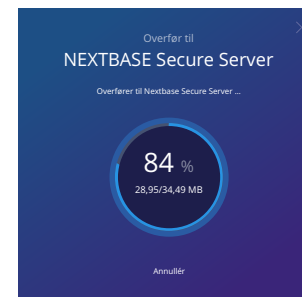 Overfør til
NEXTBASE Secure Server
Overfører til Nextbase Secure Server ...
84 %
28,95/34,49 MB
Annullér